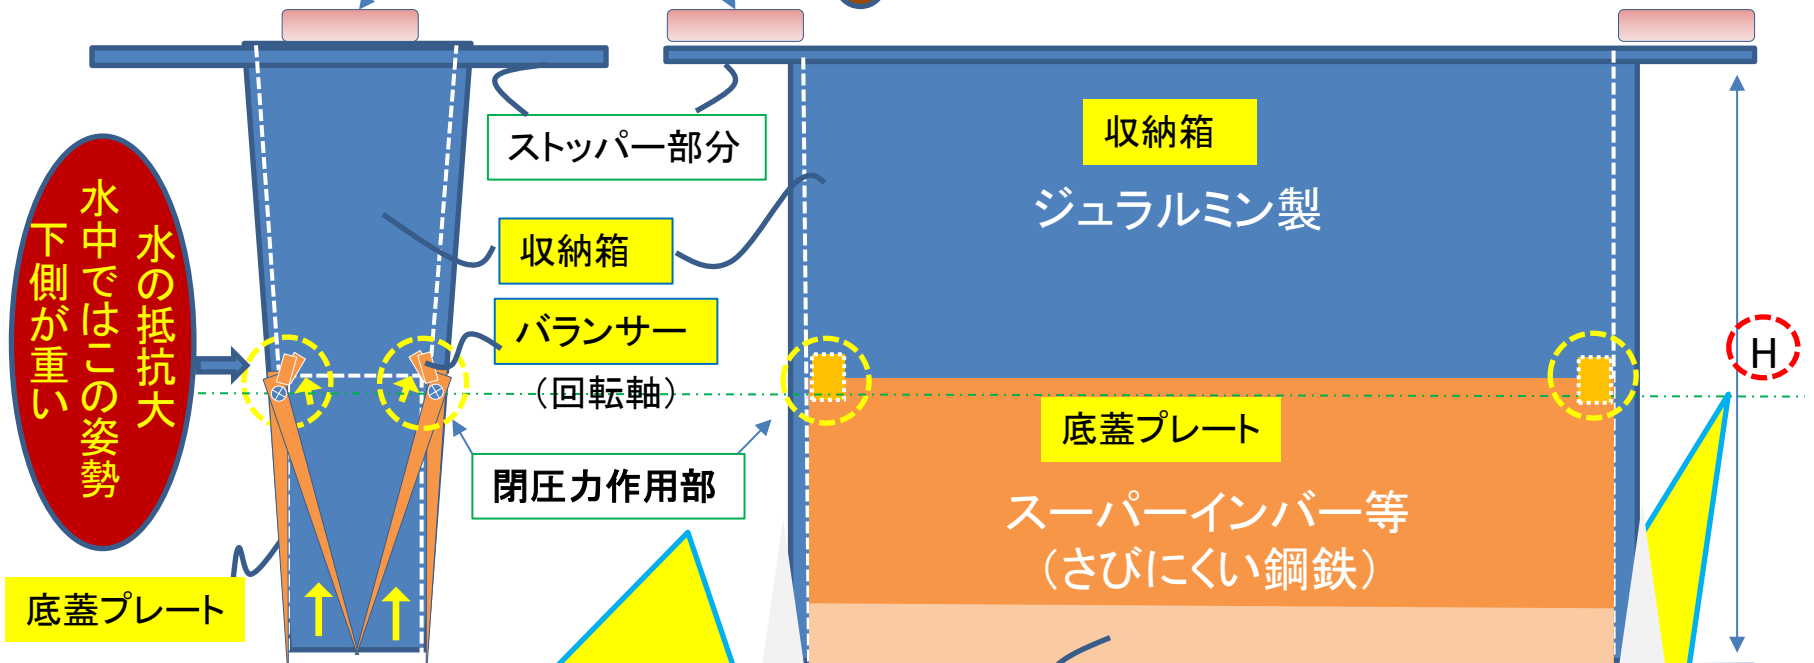 ストッパー部分
収納箱
ジュラルミン製
水の抵抗大
水中ではこの姿勢
下側が重い
収納箱
バランサー
（回転軸）
H
底蓋プレート
閉圧力作用部
スーパーインバー等
（さびにくい鋼鉄）
底蓋プレート